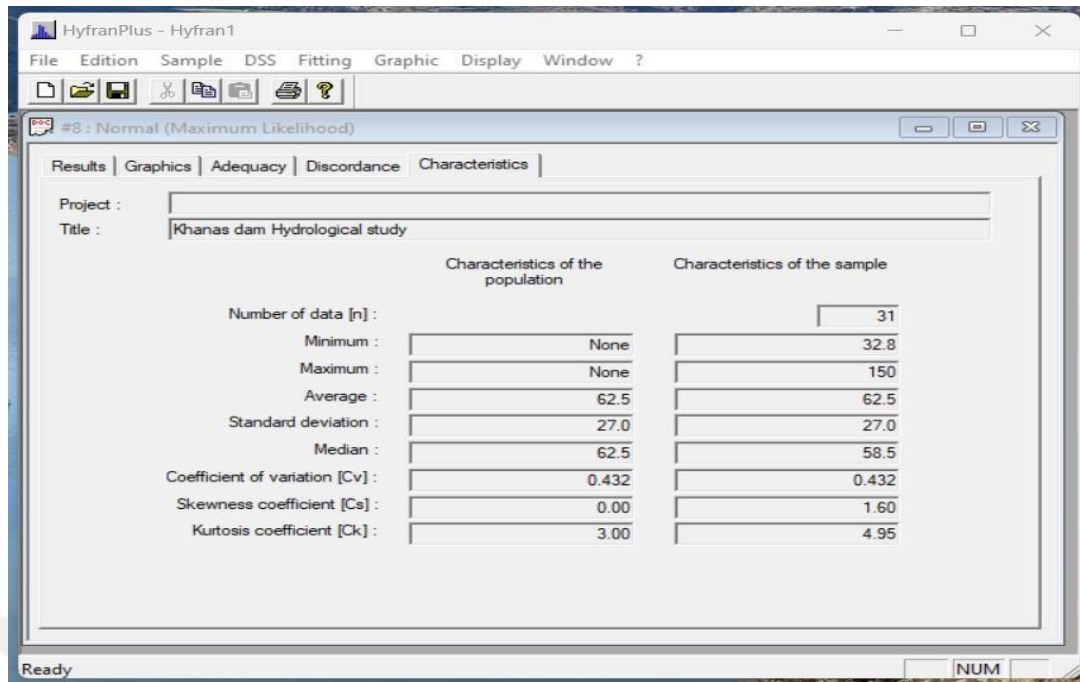 HyfranPlus - Hyfran1
File Edition Sample DSS Fitting Graphic Display Window ?
#8 : Normal (Maximum Likelihood)
Results Graphics Adequacy Discordance Characteristics
Project :
Title : Khanas dam Hydrological study
Characteristics of the population Characteristics of the sample
Number of data [n] : 31
Minimum : None 32.8
Maximum : None 150
Average : 62.5 62.5
Standard deviation : 27.0 27.0
Median : 62.5 58.5
Coefficient of variation [Cv] : 0.432 0.432
Skewness coefficient [Cs] : 0.00 1.60
Kurtosis coefficient [Ck] : 3.00 4.95
Ready NUM